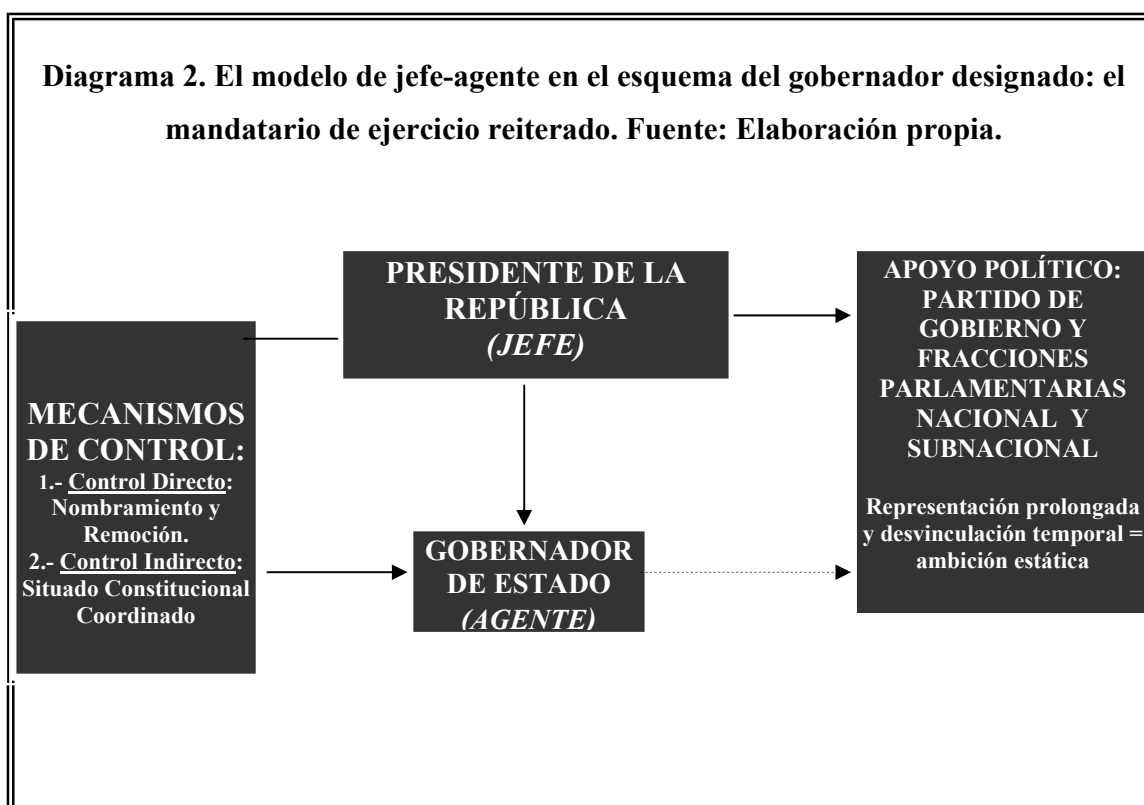 Diagrama 2. El modelo de jefe-agente en el esquema del gobernador designado: el
mandatario de ejercicio reiterado. Fuente: Elaboración propia.
PRESIDENTE DE LA
REPÚBLICA
(JEFE)
APOYO POLÍTICO:
PARTIDO DE
GOBIERNO Y
FRACCIONES
PARLAMENTARIAS
NACIONAL Y
SUBNACIONAL
Representación prolongada
y desvinculación temporal =
ambición estática
MECANISMOS
DE CONTROL:
1.- Control Directo:
Nombramiento y
Remoción.
2.- Control Indirecto:
Situado Constitucional
Coordinado
GOBERNADOR
DE ESTADO
(AGENTE)